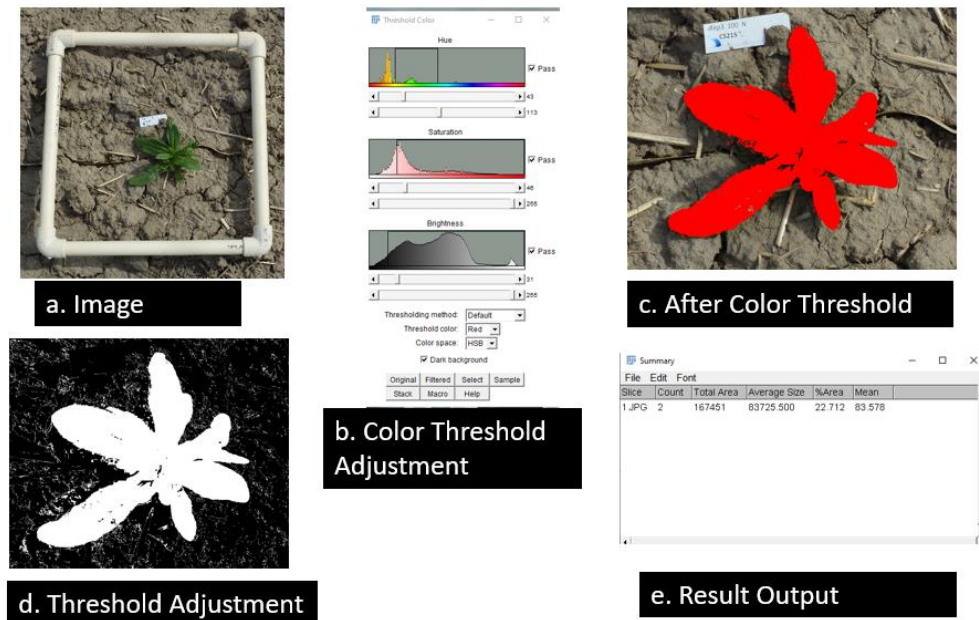 a. Image
Threshold Color
Hue
Pass
43
113
Saturation
Pass
46
255
Brightness
Pass
31
255
Thresholding method: Default
Threshold color: Red
Color space: HSB
Dark background
Original Filtered Select Sample
Stack Macro Help
b. Color Threshold
Adjustment
100 N
CS215
c. After Color Threshold
d. Threshold Adjustment
Summary
File Edit Font
Slice Count Total Area Average Size %Area Mean
1.JPG 2 167451 83725.500 22.712 83.578
e. Result Output